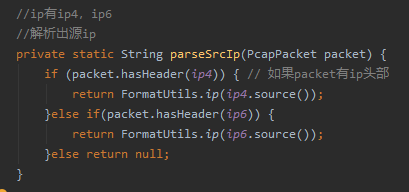 //ip有ip4，ip6
//解析出源ip
private static String parseSrcIp(PcapPacket packet) {
    if (packet.hasHeader(ip4)) { // 如果packet有ip头部
        return FormatUtils.ip(ip4.source());
    }else if(packet.hasHeader(ip6)) {
        return FormatUtils.ip(ip6.source());
    }else return null;
}